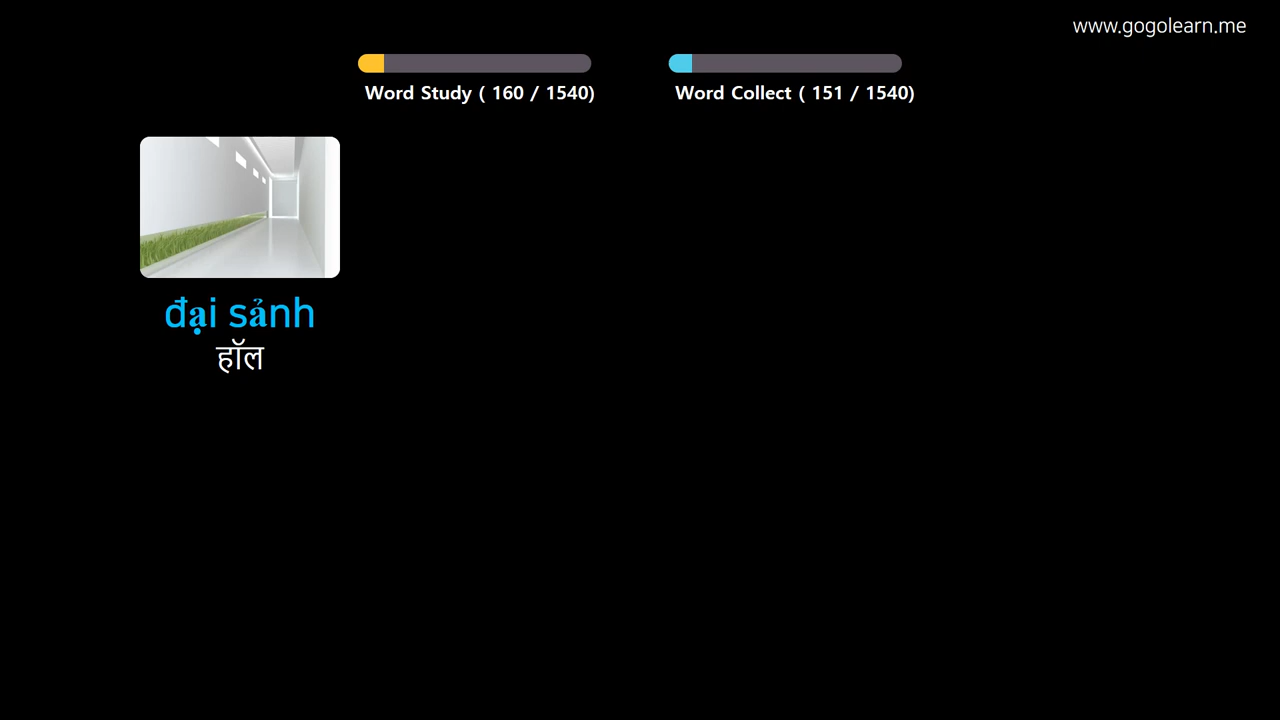 www.gogolearn.me
Word Study ( 160 / 1540)
Word Collect ( 151 / 1540)
đại sảnh
हॉल